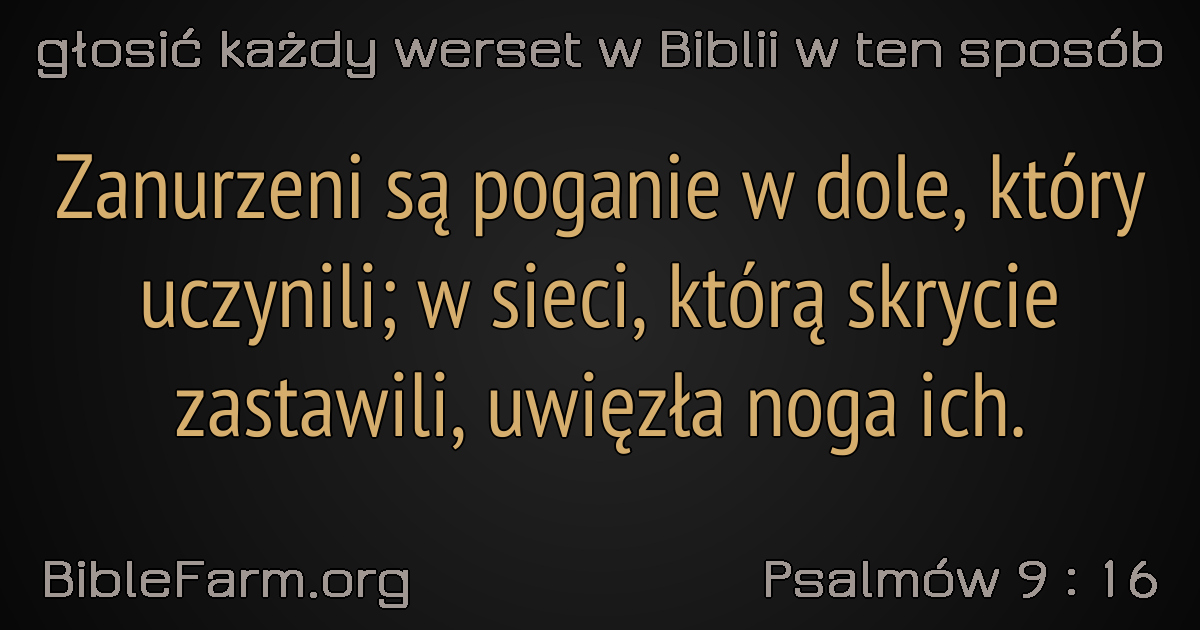 głosić każdy werset w Biblii w ten sposób
Zanurzeni są poganie w dole, który
uczynili; w sieci, którą skrycie
zastawili, uwięzła noga ich.
BibleFarm.org
Psalmów 9 : 16